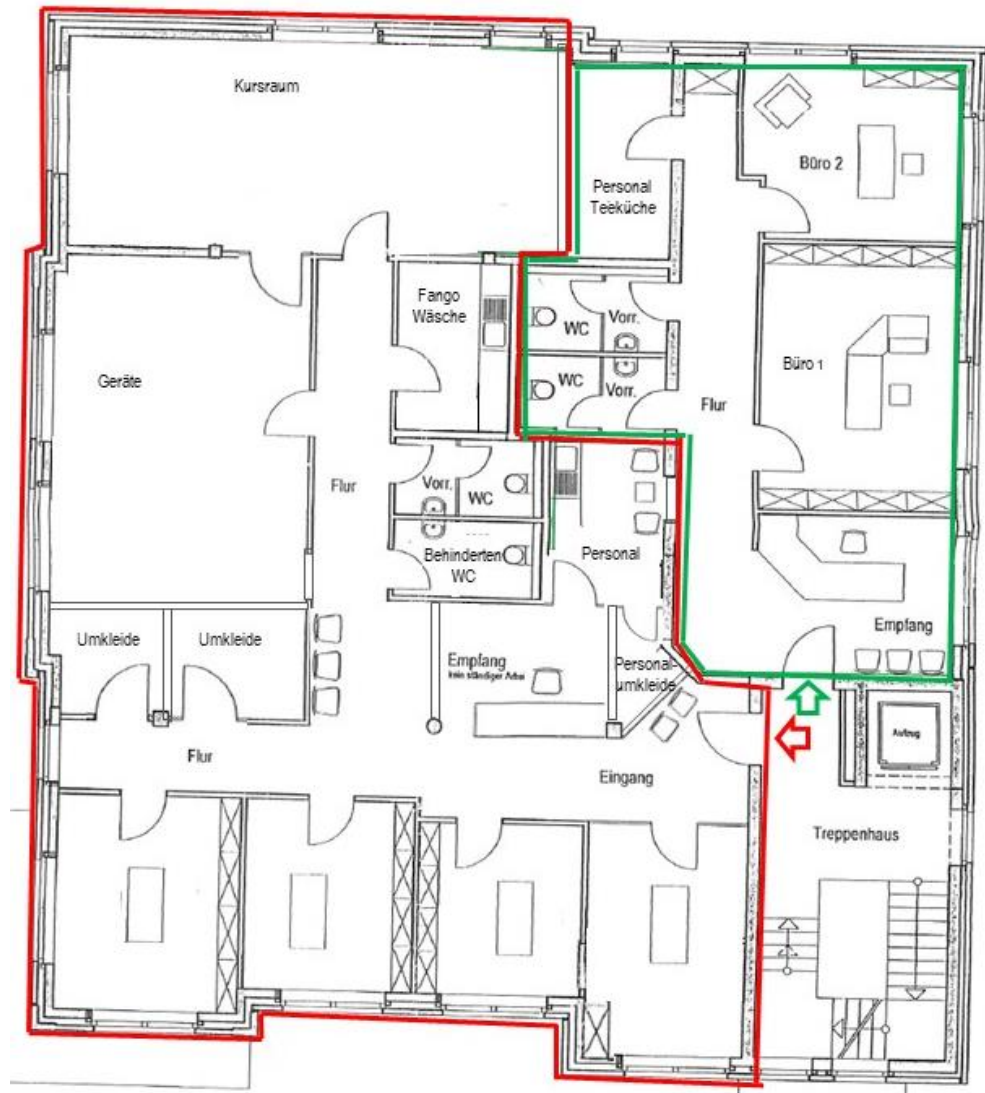 Kursraum
Büro 2
Personal
Teeküche
Fango
Wäsche
WC
Vorr.
Geräte
WC
Vorr.
Büro 1
Flur
Flur
Vorr.
WC
Behinderten
WC
Personal
Umkleide
Umkleide
Empfang
Empfang
Personal-
umkleide
Flur
Eingang
Aufzug
Treppenhaus